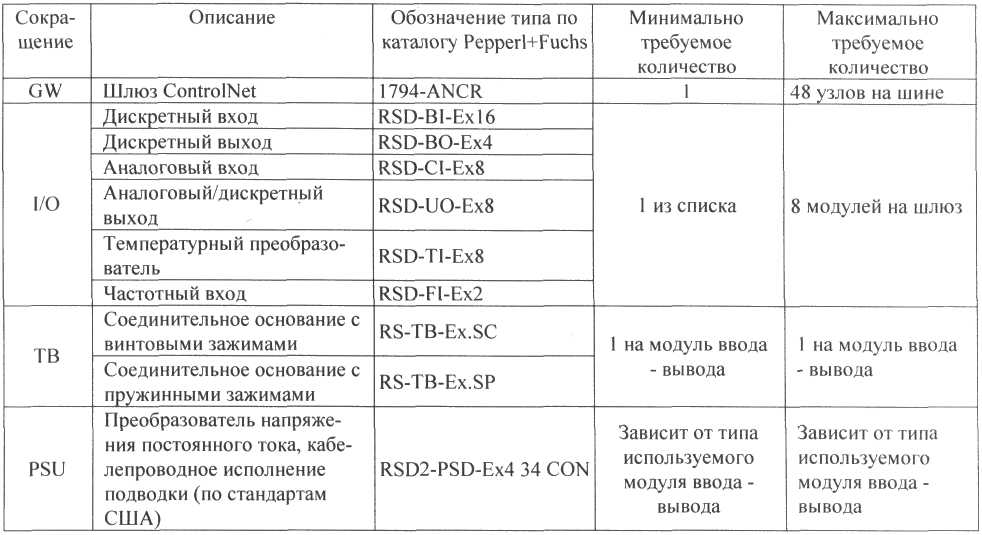 Сокра-
щение
Описание
Обозначение типа по
каталогу Pepperl+Fuchs
Минимально
требуемое
количество
Максимально
требуемое
количество
GW
Шлюз ControlNet
1794-ANCR
1
48 узлов на шине
I/O
Дискретный вход
RSD-BI-Ex16
Дискретный выход
RSD-BO-Ex4
Аналоговый вход
RSD-CI-Ex8
Аналоговый/дискретный
выход
RSD-UO-Ex8
Температурный преобразо-
ватель
RSD-TI-Ex8
Частотный вход
RSD-FI-Ex2
1 из списка
8 модулей на шлюз
TB
Соединительное основание с
винтовыми зажимами
RS-TB-Ex.SC
Соединительное основание с
пружинными зажимами
RS-TB-Ex.SP
1 на модуль ввода
- вывода
1 на модуль ввода
- вывода
PSU
Преобразователь напряже-
ния постоянного тока, кабе-
лепроводное исполнение
подводки (по стандартам
США)
RSD2-PSD-Ex4 34 CON
Зависит от типа
используемого
модуля ввода -
вывода
Зависит от типа
используемого
модуля ввода -
вывода